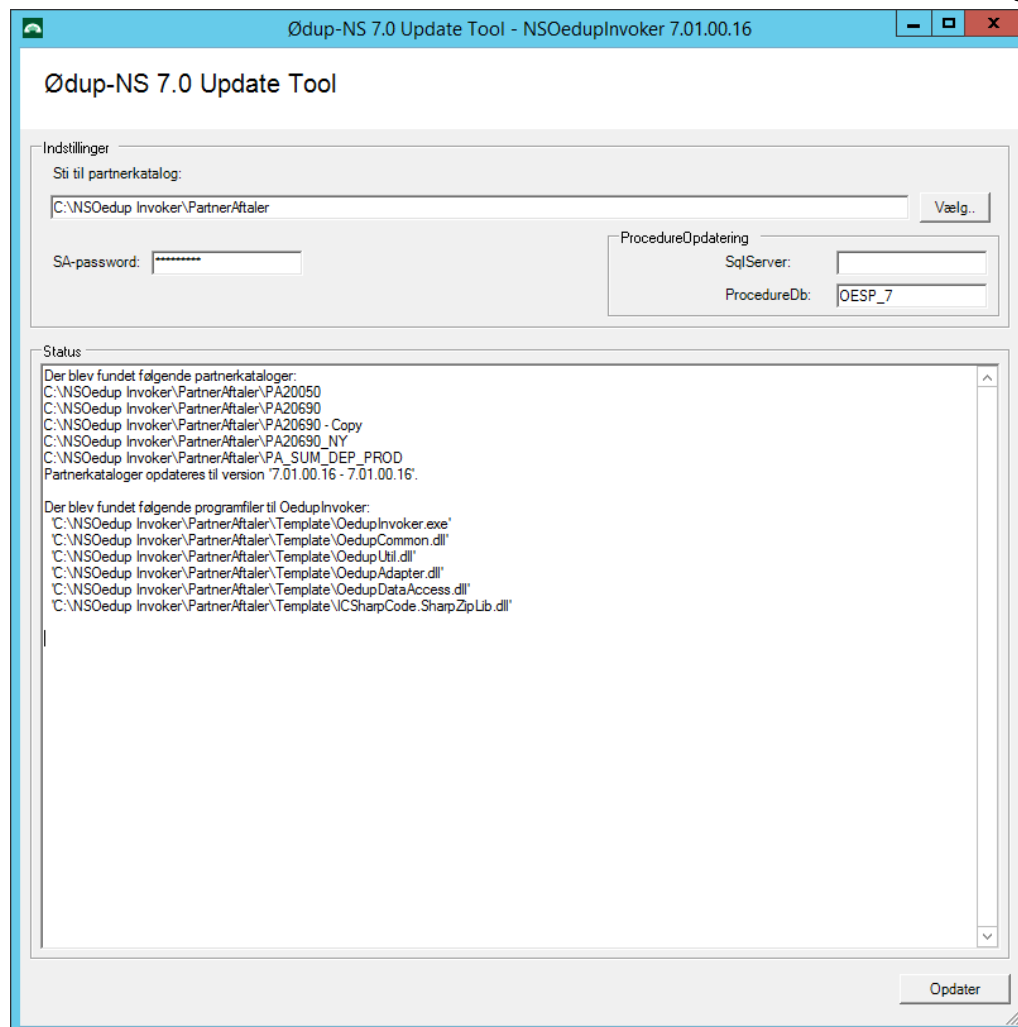 Ødup-NS 7.0 Update Tool - NSOedupInvoker 7.01.00.16
Ødup-NS 7.0 Update Tool
Indstillinger
Sti til partnerkatalog:
C:\NSOedup Invoker\PartnerAftaler
Vælg..
SA-password: *********
ProcedureOpdatering
SqlServer:
ProcedureDb: OESP_7
Status
Der blev fundet følgende partnerkataloger:
C:\NSOedup Invoker\PartnerAftaler\PA20050
C:\NSOedup Invoker\PartnerAftaler\PA20690
C:\NSOedup Invoker\PartnerAftaler\PA20690 - Copy
C:\NSOedup Invoker\PartnerAftaler\PA20690_NY
C:\NSOedup Invoker\PartnerAftaler\PA_SUM_DEP_PROD
Partnerkataloger opdateres til version '7.01.00.16 - 7.01.00.16'.
Der blev fundet følgende programfiler til OedupInvoker:
'C:\NSOedup Invoker\PartnerAftaler\Template\OedupInvoker.exe'
'C:\NSOedup Invoker\PartnerAftaler\Template\OedupCommon.dll'
'C:\NSOedup Invoker\PartnerAftaler\Template\OedupUtil.dll'
'C:\NSOedup Invoker\PartnerAftaler\Template\OedupAdapter.dll'
'C:\NSOedup Invoker\PartnerAftaler\Template\OedupDataAccess.dll'
'C:\NSOedup Invoker\PartnerAftaler\Template\ICSharpCode.SharpZipLib.dll'
Opdater